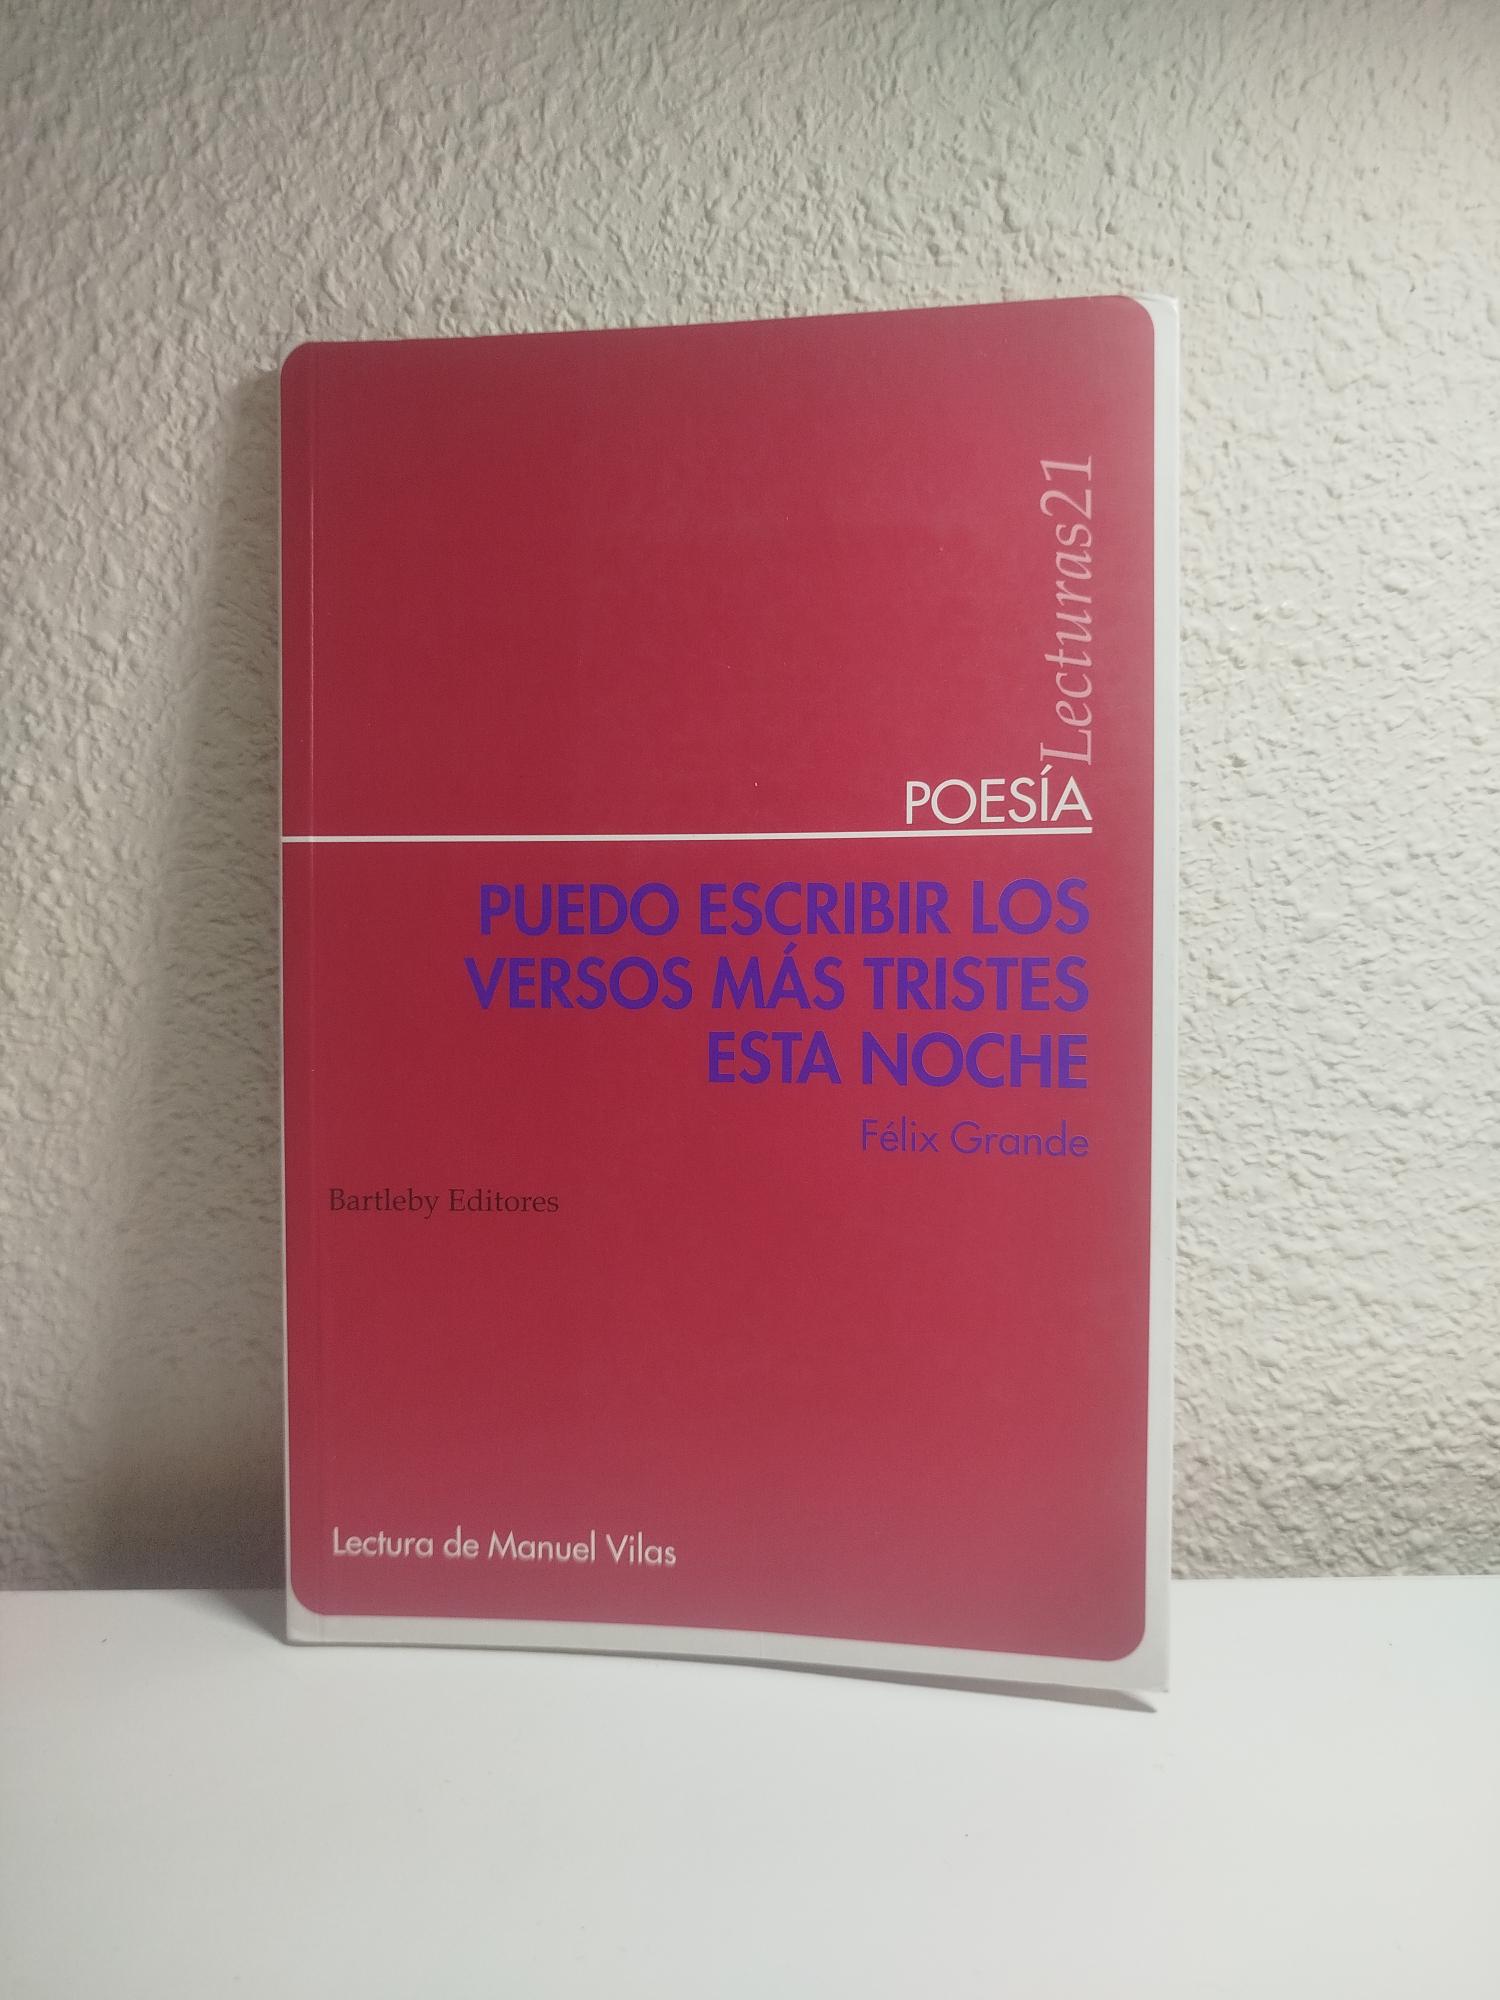 Lecturas21
POESÍA
PUEDO ESCRIBIR LOS
VERSOS MÁS TRISTES
ESTA NOCHE
Félix Grande
Bartleby Editores
Lectura de Manuel Vilas